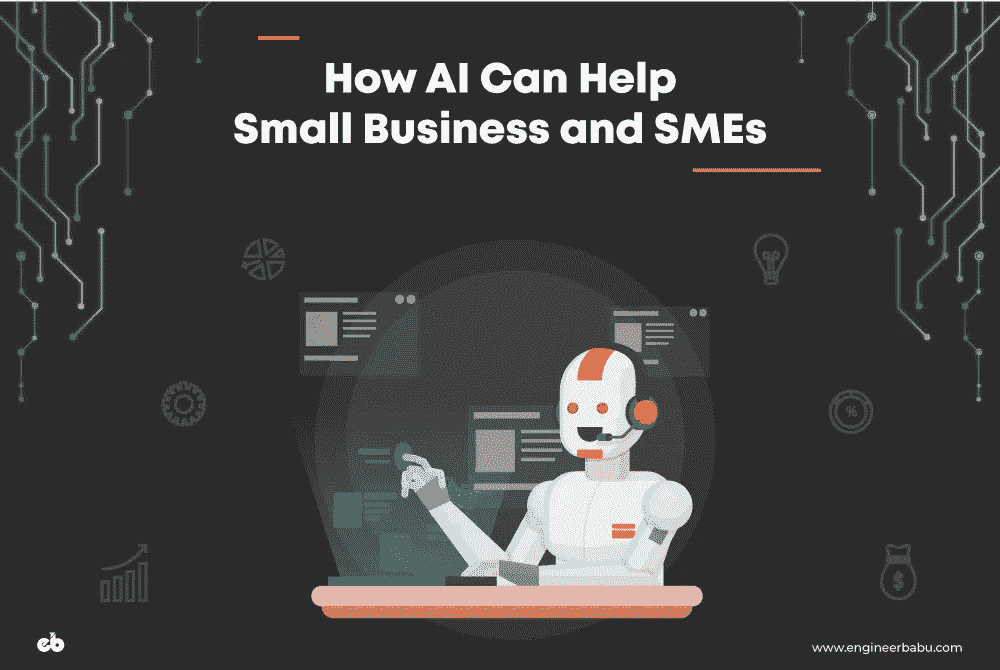 How AI Can Help
Small Business and SMEs
%
$
eb
www.engineerbabu.com